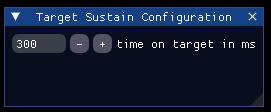 Target Sustain Configuration
300 - + time on target in ms